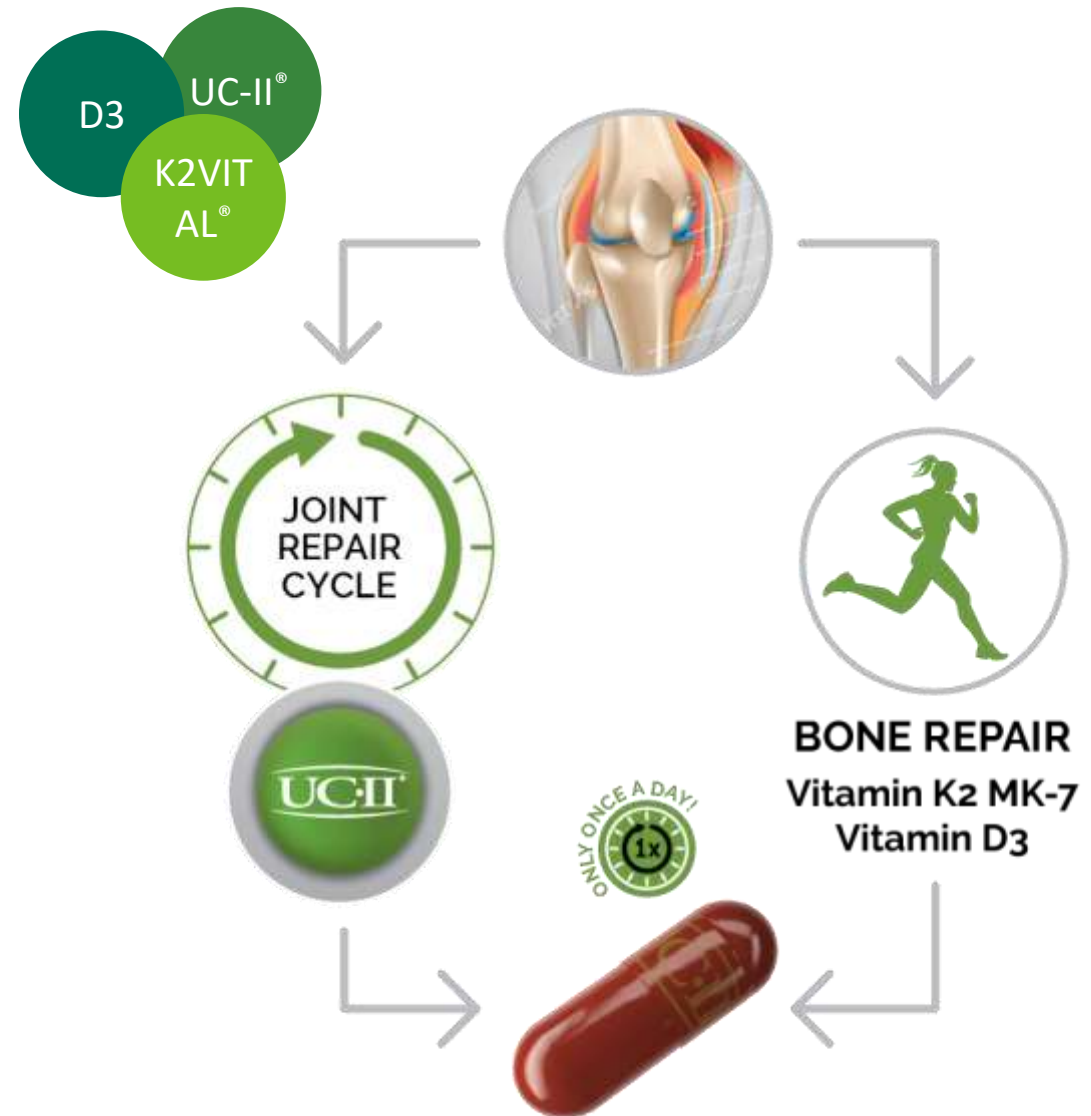 D3
UC-II®
K2VIT
AL®
JOINT
REPAIR
CYCLE
UC-II®
BONE REPAIR
Vitamin K2 MK-7
Vitamin D3
ONLY ONCE A DAY!
1x